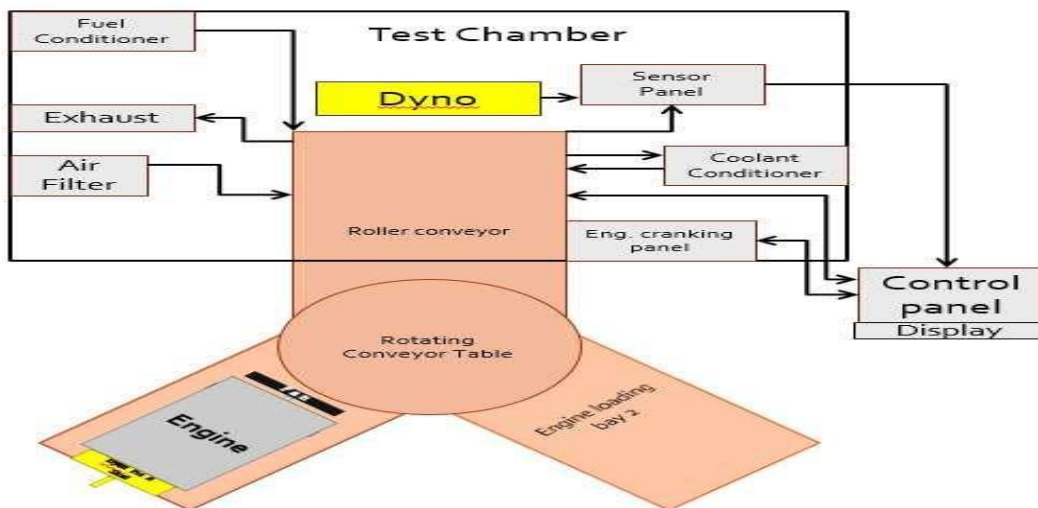 Fuel
Conditioner
Test Chamber
Dyno
Sensor
Panel
Exhaust
Air
Filter
Coolant
Conditioner
Roller conveyor
Eng. cranking
panel
Control
panel
Display
Rotating
Conveyor Table
Engine
Engine loading
bay 2